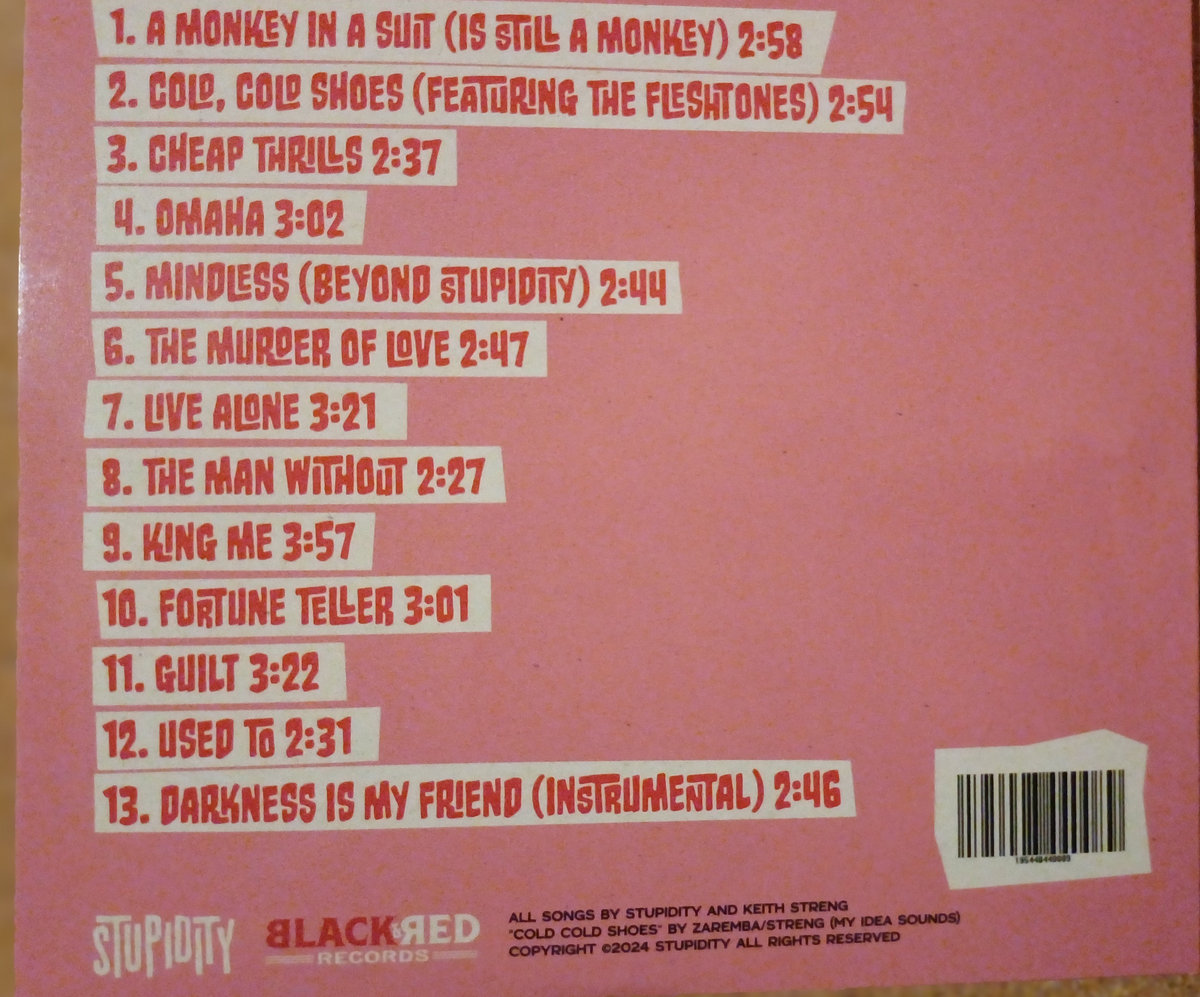 1. A MONKEY IN A SUIT (IS STILL A MONKEY) 2:58
2. COLD, COLD SHOES (FEATURING THE FLESHTONES) 2:54
3. CHEAP THRILLS 2:37
4. OMAHA 3:02
5. MINDLESS (BEYOND STUPIDITY) 2:44
6. THE MURDER OF LOVE 2:47
7. LIVE ALONE 3:21
8. THE MAN WITHOUT 2:27
9. KING ME 3:57
10. FORTUNE TELLER 3:01
11. GUILT 3:22
12. USED TO 2:31
13. DARKNESS IS MY FRIEND (INSTRUMENTAL) 2:46
STUPIDITY
BLACK & RED
RECORDS
ALL SONGS BY STUPIDITY AND KEITH STRENG
"COLD COLD SHOES" BY ZAREMBA/STRENG (MY IDEA SOUNDS)
COPYRIGHT ©2024 STUPIDITY ALL RIGHTS RESERVED